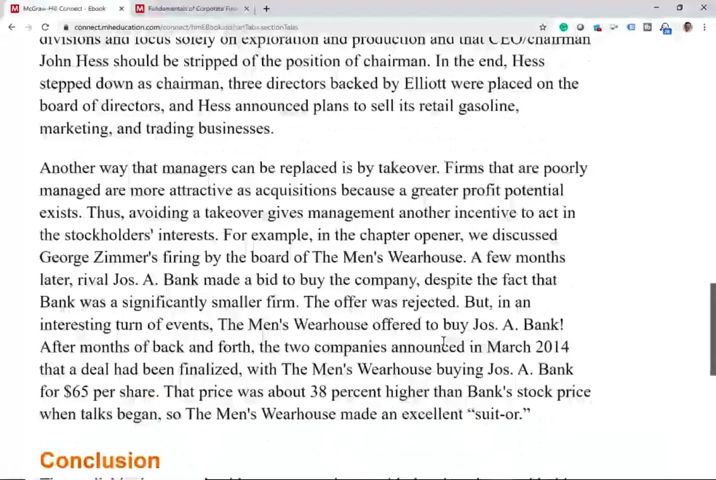 McGraw-Hill Connect - Ebook
Fundamentals of Corporate Fin
connect.mheducation.com/connect/hmEBook.do?setTab=sectionTabs
divisions and focus solely on exploration and production and that CEO/chairman
John Hess should be stripped of the position of chairman. In the end, Hess
stepped down as chairman, three directors backed by Elliott were placed on the
board of directors, and Hess announced plans to sell its retail gasoline,
marketing, and trading businesses.
Another way that managers can be replaced is by takeover. Firms that are poorly
managed are more attractive as acquisitions because a greater profit potential
exists. Thus, avoiding a takeover gives management another incentive to act in
the stockholders' interests. For example, in the chapter opener, we discussed
George Zimmer's firing by the board of The Men's Wearhouse. A few months
later, rival Jos. A. Bank made a bid to buy the company, despite the fact that
Bank was a significantly smaller firm. The offer was rejected. But, in an
interesting turn of events, The Men's Wearhouse offered to buy Jos. A. Bank!
After months of back and forth, the two companies announced in March 2014
that a deal had been finalized, with The Men's Wearhouse buying Jos. A. Bank
for $65 per share. That price was about 38 percent higher than Bank's stock price
when talks began, so The Men's Wearhouse made an excellent “suit-or.”
Conclusion